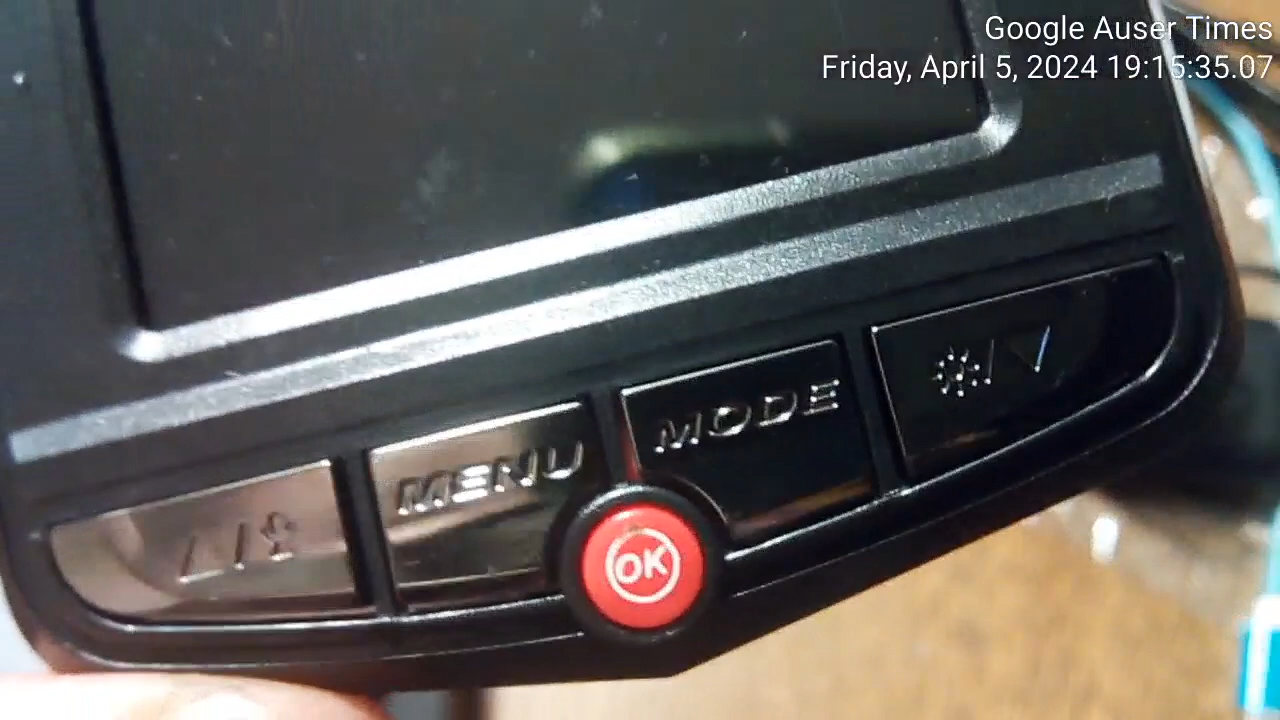 Google Auser Times
Friday, April 5, 2024 19:15:35.07
MENU
MODE
OK